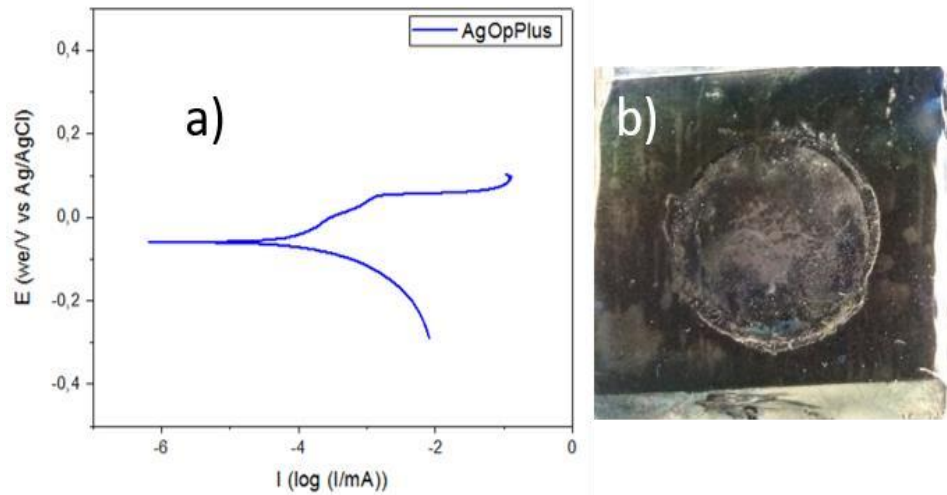 AgOpPlus
a)
b)
E (we/V vs Ag/AgCl)
0,4
0,2
0,0
-0,2
-0,4
-6
-4
-2
0
I (log (I/mA))